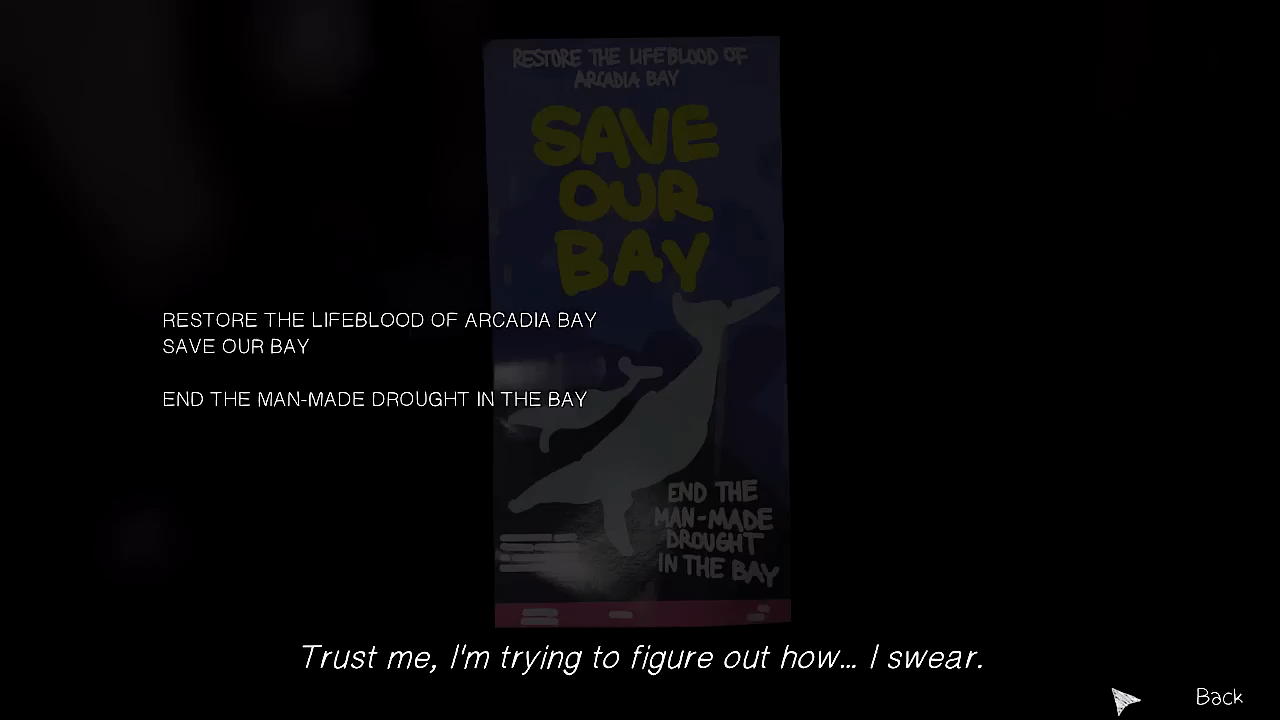 RESTORE THE LIFEBLOOD OF
ARCADIA BAY
SAVE
OUR
BAY
RESTORE THE LIFEBLOOD OF ARCADIA BAY
SAVE OUR BAY
END THE MAN-MADE DROUGHT IN THE BAY
END THE
MAN-MADE
DROUGHT
IN THE BAY
Trust me, I'm trying to figure out how... I swear.
Back